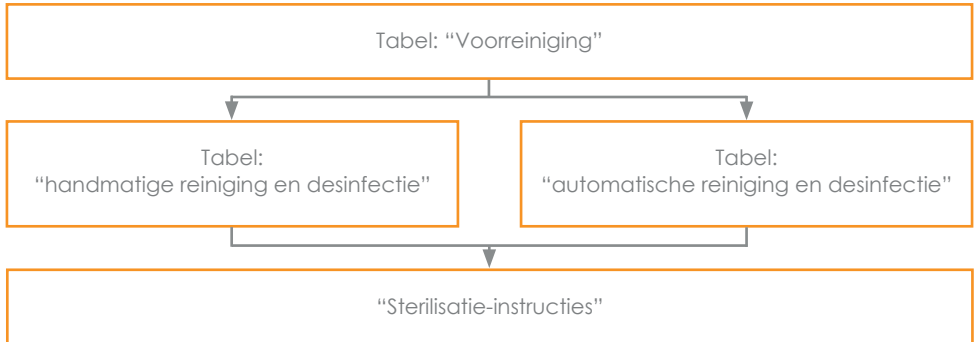 Tabel: “Voorreiniging”
Tabel:
“handmatige reiniging en desinfectie”
Tabel:
“automatische reiniging en desinfectie”
“Sterilisatie-instructies”